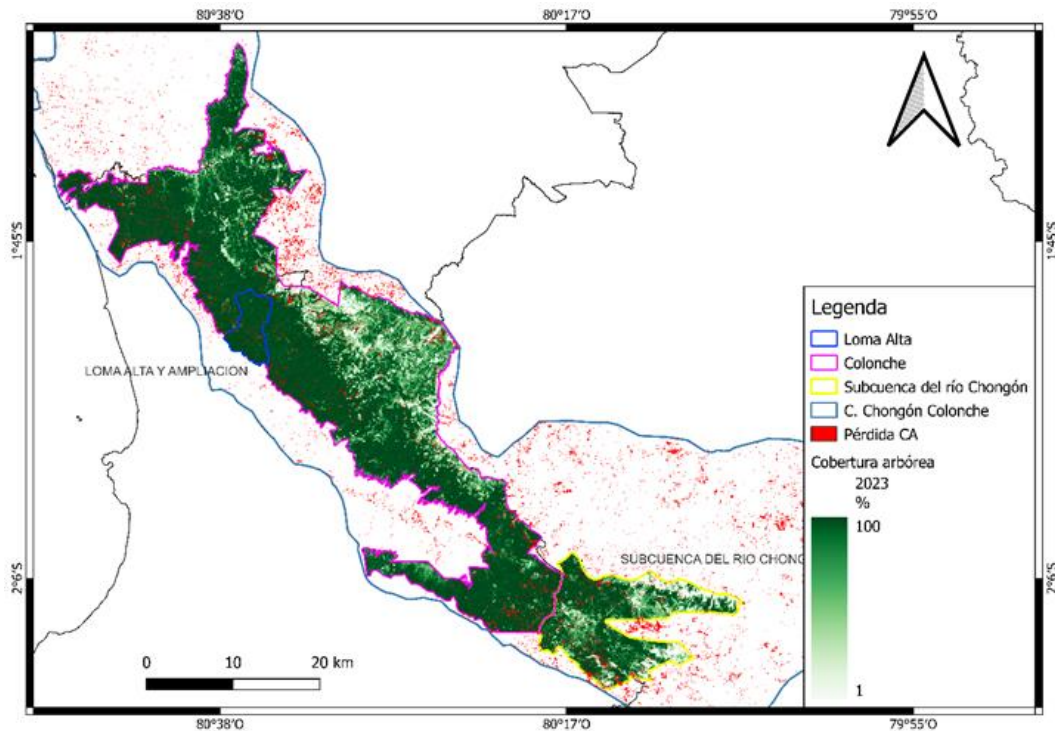 80°38'O 80°17'O 79°55'O
1°45'S 1°45'S
LOMA ALTA Y AMPLIACION
SUBCUENCA DEL RIO CHONG
2°6'S 2°6'S
Legenda
Loma Alta
Colonche
Subcuenca del río Chongón
C. Chongón Colonche
Pérdida CA
Cobertura arbórea
2023
%
100
1
0 10 20 km
80°38'O 80°17'O 79°55'O